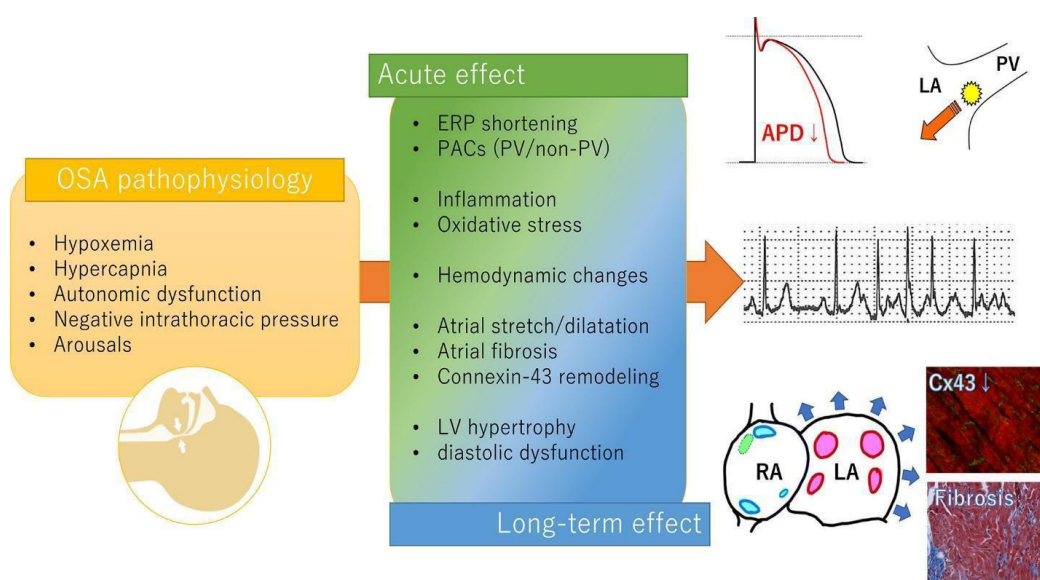 OSA pathophysiology
• Hypoxemia
• Hypercapnia
• Autonomic dysfunction
• Negative intrathoracic pressure
• Arousals
Acute effect
• ERP shortening
• PACs (PV/non-PV)
• Inflammation
• Oxidative stress
• Hemodynamic changes
• Atrial stretch/dilatation
• Atrial fibrosis
• Connexin-43 remodeling
• LV hypertrophy
• diastolic dysfunction
Long-term effect
APD↓
PV
LA
RA
LA
Cx43↓
Fibrosis